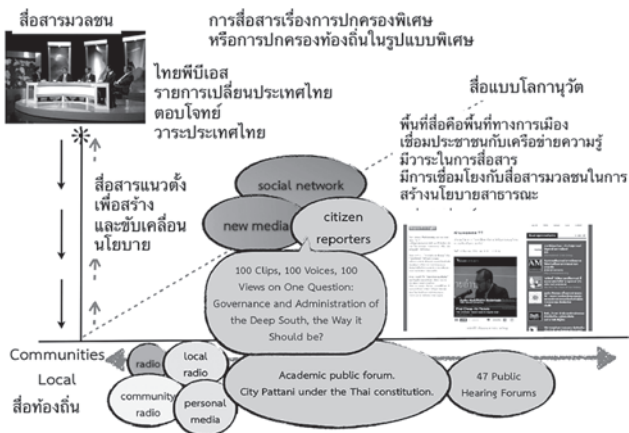 สื่อสารมวลชน
การสื่อสารเรื่องการปกครองพิเศษ
หรือการปกครองท้องถิ่นในรูปแบบพิเศษ
ไทยพีบีเอส
รายการเปลี่ยนประเทศไทย
ตอบโจทย์
วาระประเทศไทย
สื่อแบบโลกานุวัต
พื้นที่สื่อคือพื้นที่ทางการเมือง
เชื่อมประชาชนกับเครือข่ายความรู้
มีวาระในการสื่อสาร
มีการเชื่อมโยงกับสื่อสารมวลชนในการ
สร้างนโยบายสาธารณะ
สื่อสารแนวตั้ง
เพื่อสร้าง
และขับเคลื่อน
นโยบาย
social network
new media
citizen
reporters
100 Clips, 100 Voices, 100
Views on One Question:
Governance and Administration of
the Deep South, the Way it
Should be?
Communities
Local
สื่อท้องถิ่น
radio
local
radio
community
radio
personal
media
Academic public forum.
City Pattani under the Thai constitution.
47 Public
Hearing Forums